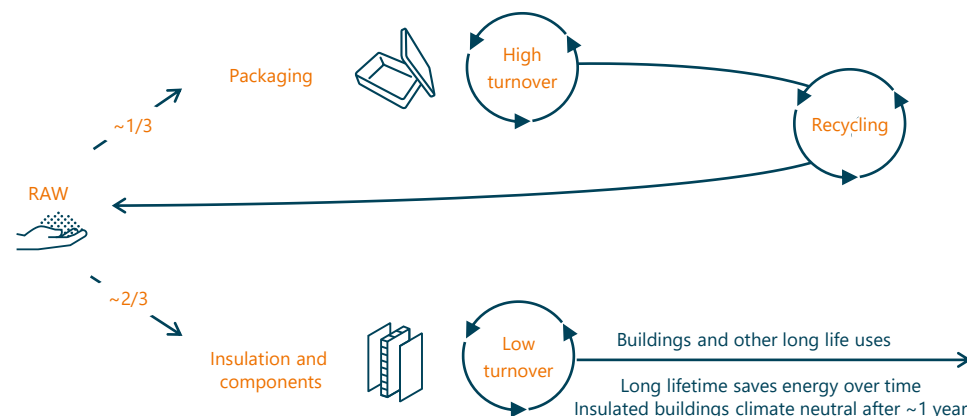 Packaging
High
turnover
~1/3
Recycling
RAW
~2/3
Insulation and
components
Low
turnover
Buildings and other long life uses
Long lifetime saves energy over time
Insulated buildings climate neutral after ~1 year